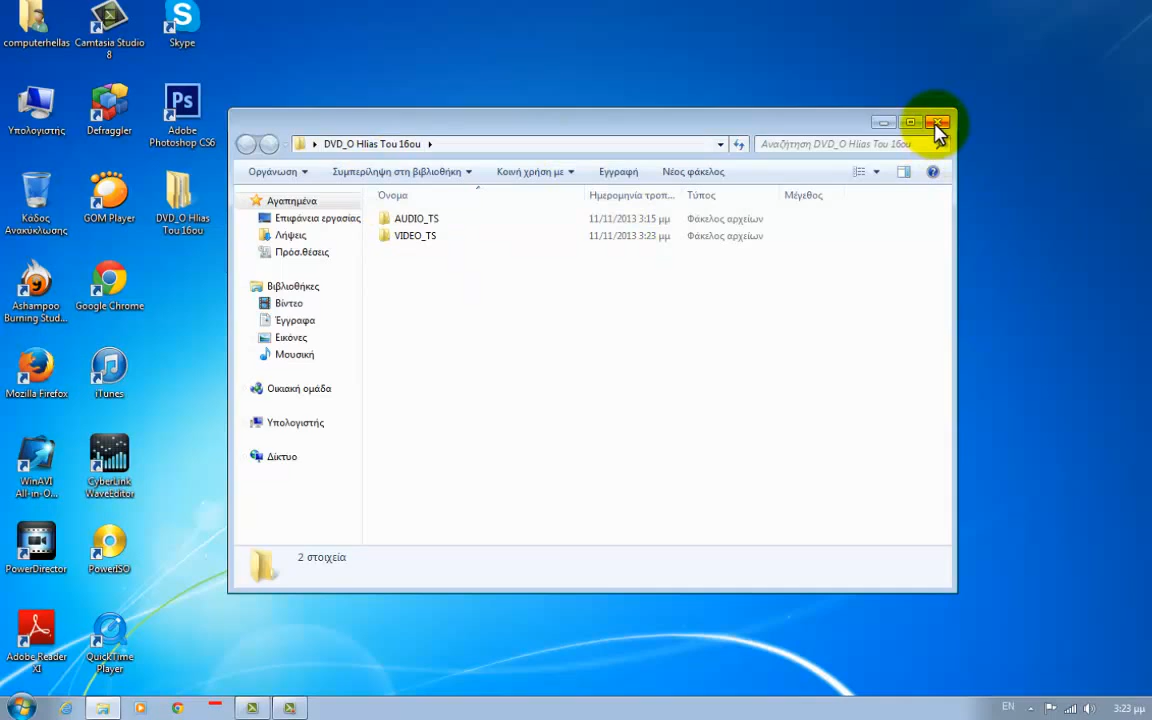 computerhellas
Camtasia Studio
8
Skype
Υπολογιστής
Defraggler
Adobe
Photoshop CS6
Κάδος
Ανακύκλωσης
GOM Player
DVD_O Hlias
Tou 16ou
Ashampoo
Burning Stud...
Google Chrome
Mozilla Firefox
iTunes
WinAVI
All-in-O...
CyberLink
WaveEditor
PowerDirector
PowerISO
Adobe Reader
XI
QuickTime
Player
DVD_O Hlias Tou 16ou
Αναζήτηση DVD_O Hlias Tou 16ou
Οργάνωση
Συμπερίληψη στη βιβλιοθήκη
Κοινή χρήση με
Εγγραφή
Νέος φάκελος
Αγαπημένα
Επιφάνεια εργασίας
Λήψεις
Πρόσ.θέσεις
Βιβλιοθήκες
Βίντεο
Έγγραφα
Εικόνες
Μουσική
Οικιακή ομάδα
Υπολογιστής
Δίκτυο
Όνομα Ημερομηνία τροπ... Τύπος Μέγεθος
AUDIO_TS 11/11/2013 3:15 μμ Φάκελος αρχείων
VIDEO_TS 11/11/2013 3:23 μμ Φάκελος αρχείων
2 στοιχεία
EN
3:23 μμ